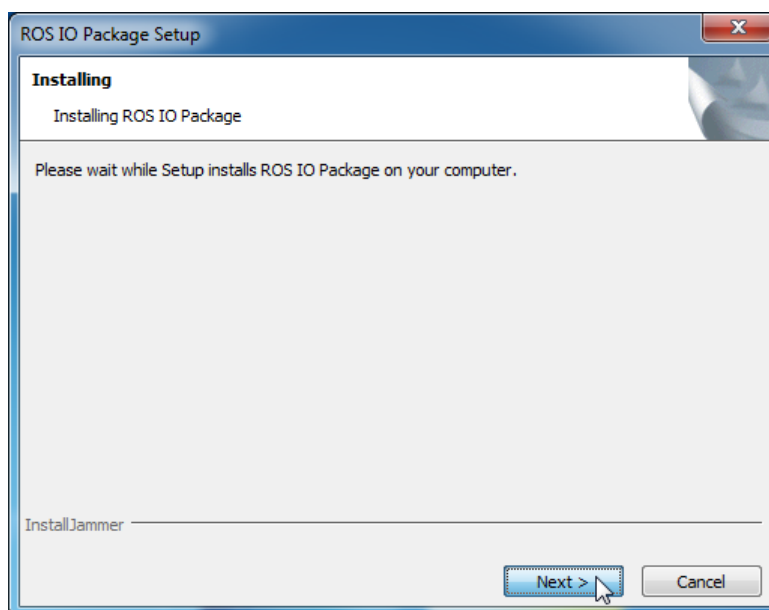 ROS IO Package Setup
Installing
Installing ROS IO Package
Please wait while Setup installs ROS IO Package on your computer.
InstallJammer
Next >
Cancel